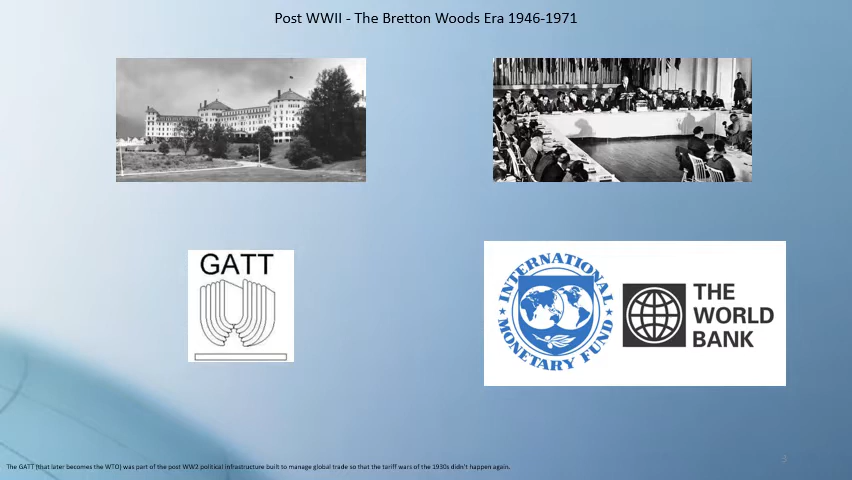 Post WWII - The Bretton Woods Era 1946-1971
GATT
INTERNATIONAL
MONETARY FUND
THE
WORLD
BANK
3
The GATT (that later becomes the WTO) was part of the post WW2 political infrastructure built to manage global trade so that the tariff wars of the 1930s didn't happen again.